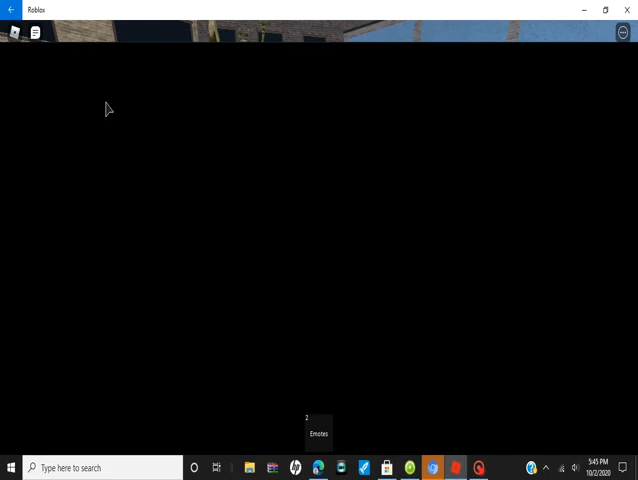 Roblox
2
Emotes
Type here to search
5:45 PM
10/2/2020